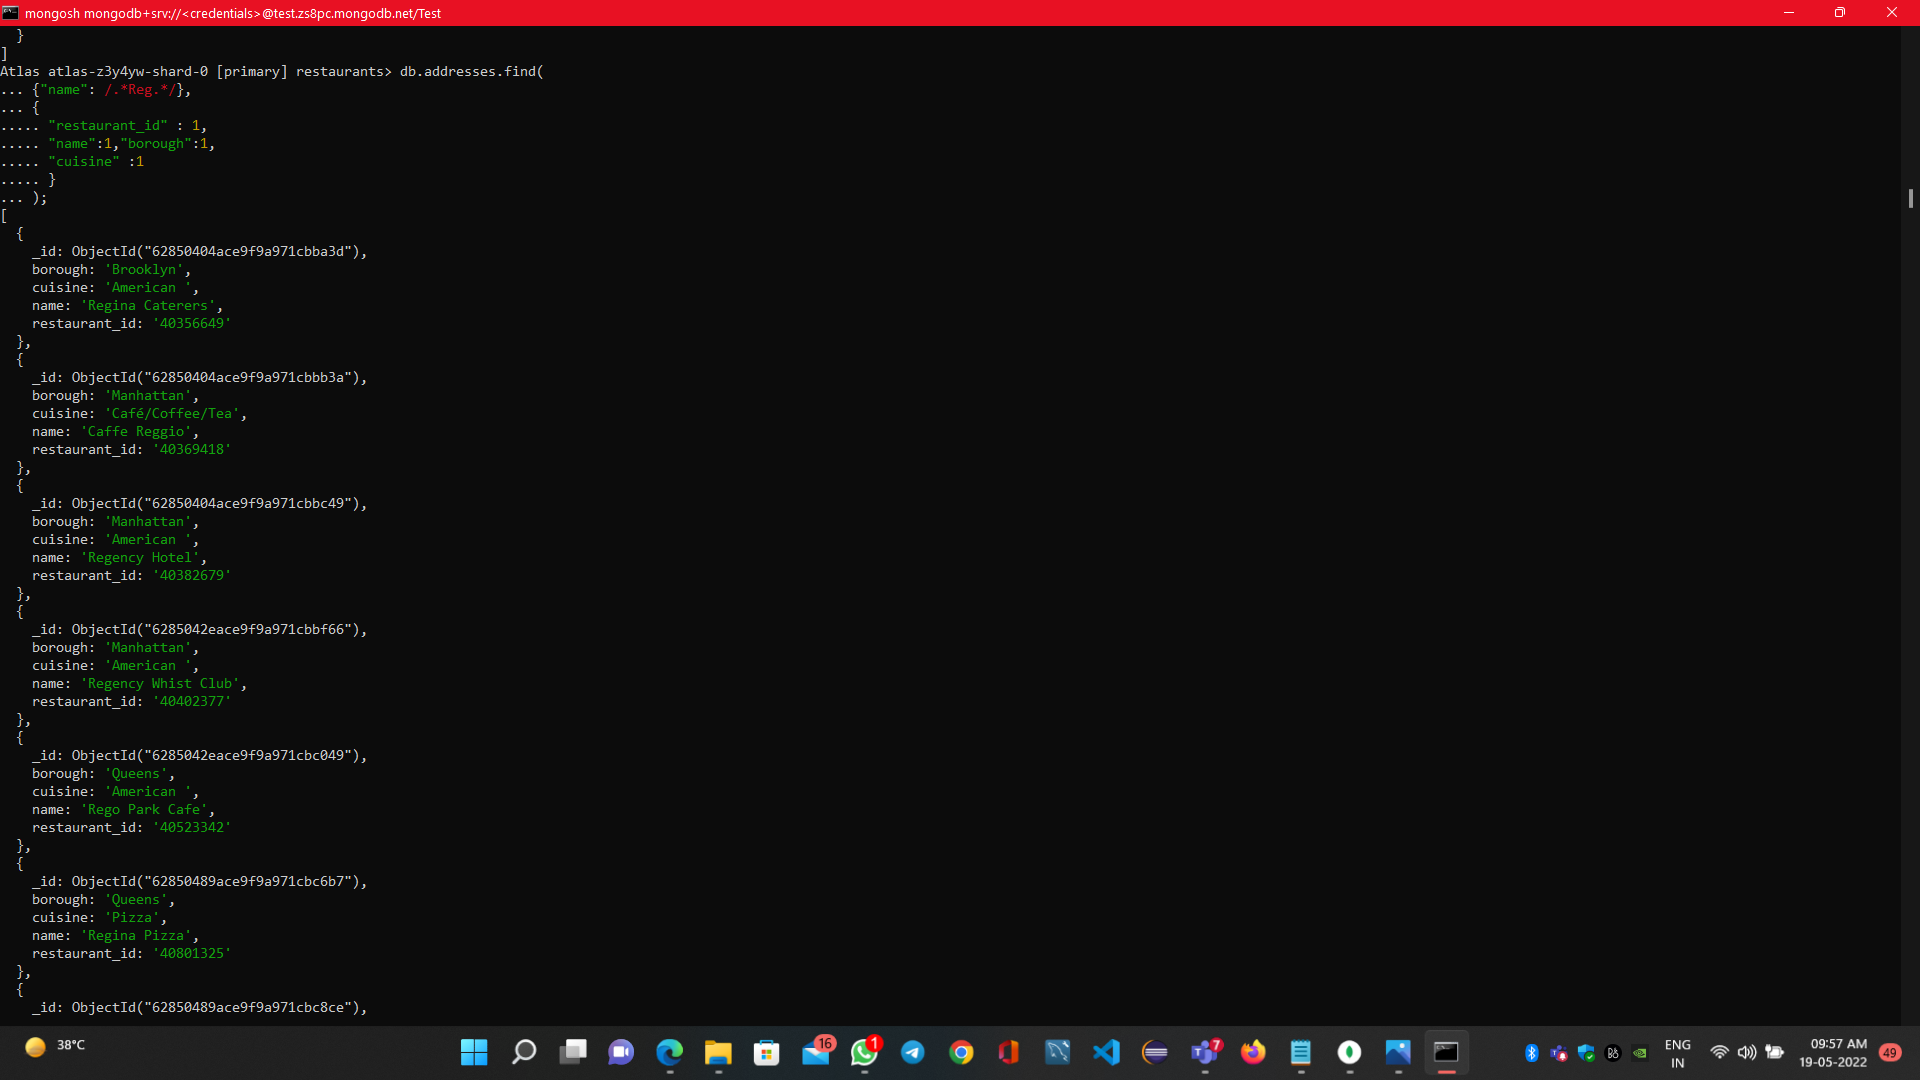 mongosh mongodb+srv://<credentials>@test.zs8pc.mongodb.net/Test
  }
]
Atlas atlas-z3y4yw-shard-0 [primary] restaurants> db.addresses.find(
... {"name": /.*Reg.*/},
... {
..... "restaurant_id" : 1,
..... "name":1,"borough":1,
..... "cuisine" :1
..... }
... );
[
  {
    _id: ObjectId("62850404ace9f9a971cbba3d"),
    borough: 'Brooklyn',
    cuisine: 'American ',
    name: 'Regina Caterers',
    restaurant_id: '40356649'
  },
  {
    _id: ObjectId("62850404ace9f9a971cbbb3a"),
    borough: 'Manhattan',
    cuisine: 'Café/Coffee/Tea',
    name: 'Caffe Reggio',
    restaurant_id: '40369418'
  },
  {
    _id: ObjectId("62850404ace9f9a971cbbc49"),
    borough: 'Manhattan',
    cuisine: 'American ',
    name: 'Regency Hotel',
    restaurant_id: '40382679'
  },
  {
    _id: ObjectId("6285042eace9f9a971cbbf66"),
    borough: 'Manhattan',
    cuisine: 'American ',
    name: 'Regency Whist Club',
    restaurant_id: '40402377'
  },
  {
    _id: ObjectId("6285042eace9f9a971cbc049"),
    borough: 'Queens',
    cuisine: 'American ',
    name: 'Rego Park Cafe',
    restaurant_id: '40523342'
  },
  {
    _id: ObjectId("62850489ace9f9a971cbc6b7"),
    borough: 'Queens',
    cuisine: 'Pizza',
    name: 'Regina Pizza',
    restaurant_id: '40801325'
  },
  {
    _id: ObjectId("62850489ace9f9a971cbc8ce"),
38°C
16
1
7
ENG
IN
09:57 AM
19-05-2022
49